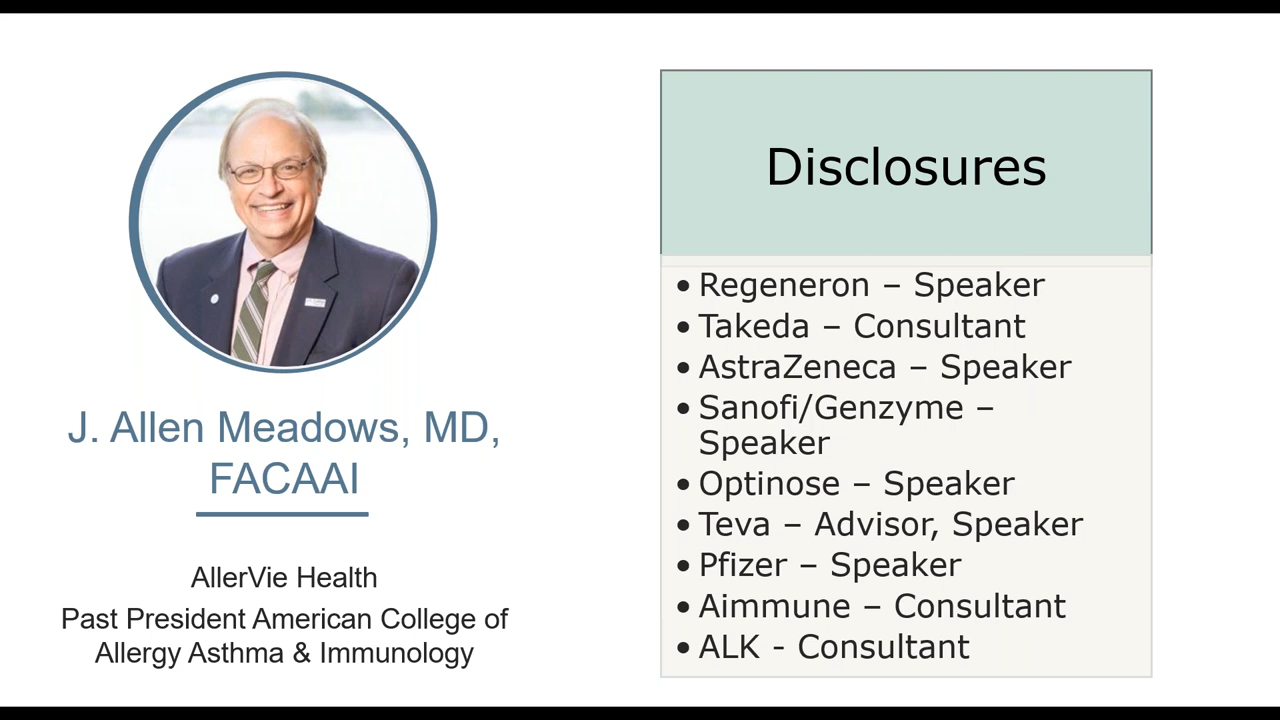 J. Allen Meadows, MD,
FACAAI
AllerVie Health
Past President American College of
Allergy Asthma & Immunology
Disclosures
• Regeneron – Speaker
• Takeda – Consultant
• AstraZeneca – Speaker
• Sanofi/Genzyme –
Speaker
• Optinose – Speaker
• Teva – Advisor, Speaker
• Pfizer – Speaker
• Aimmune – Consultant
• ALK - Consultant